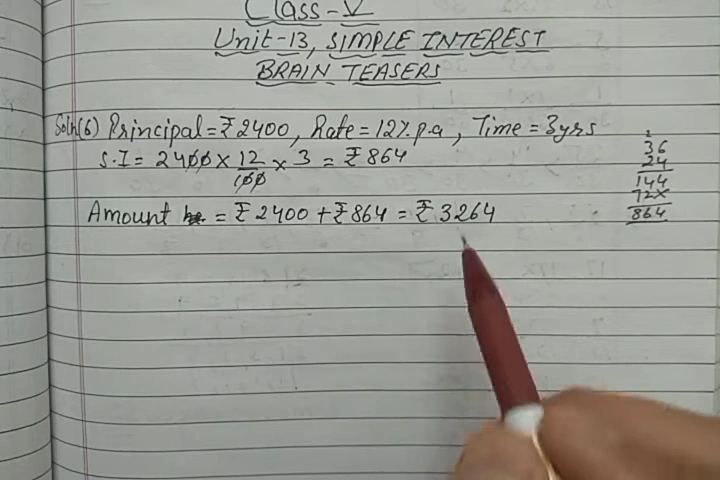 Class-V
Unit-13, SIMPLE INTEREST
BRAIN TEASERS
Soln(6) Principal = ₹2400, Rate = 12% p.a, Time = 3yrs
S.I = 2400 × 12/100 × 3 = ₹864
Amount = ₹2400 + ₹864 = ₹3264
2
36
24
144
72×
864